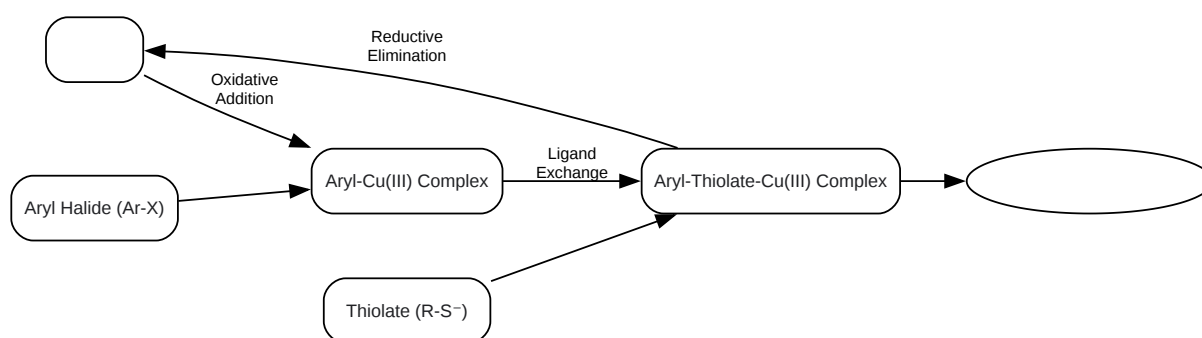 Reductive
Elimination
Oxidative
Addition
Ligand
Exchange
Aryl-Cu(III) Complex
Aryl-Thiolate-Cu(III) Complex
Aryl Halide (Ar-X)
Thiolate (R-S⁻)